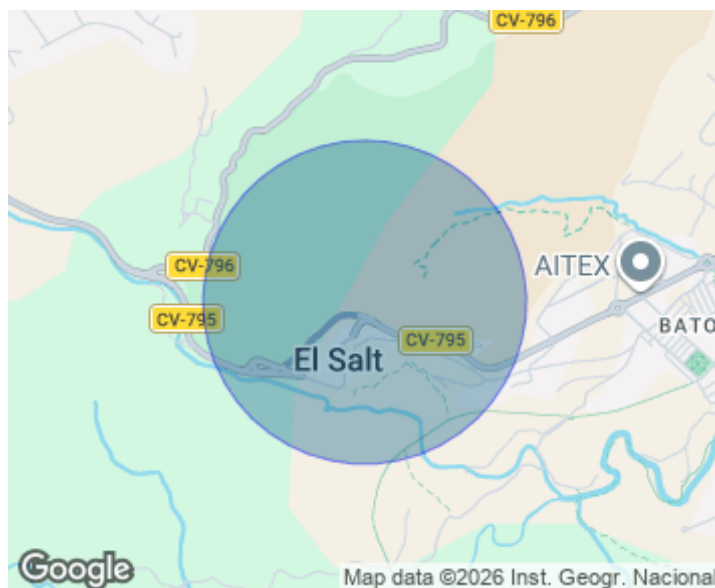 CV-796
AITEX
CV-796
CV-795
CV-795
BATO
El Salt
Google
Map data ©2026 Inst. Geogr. Nacional